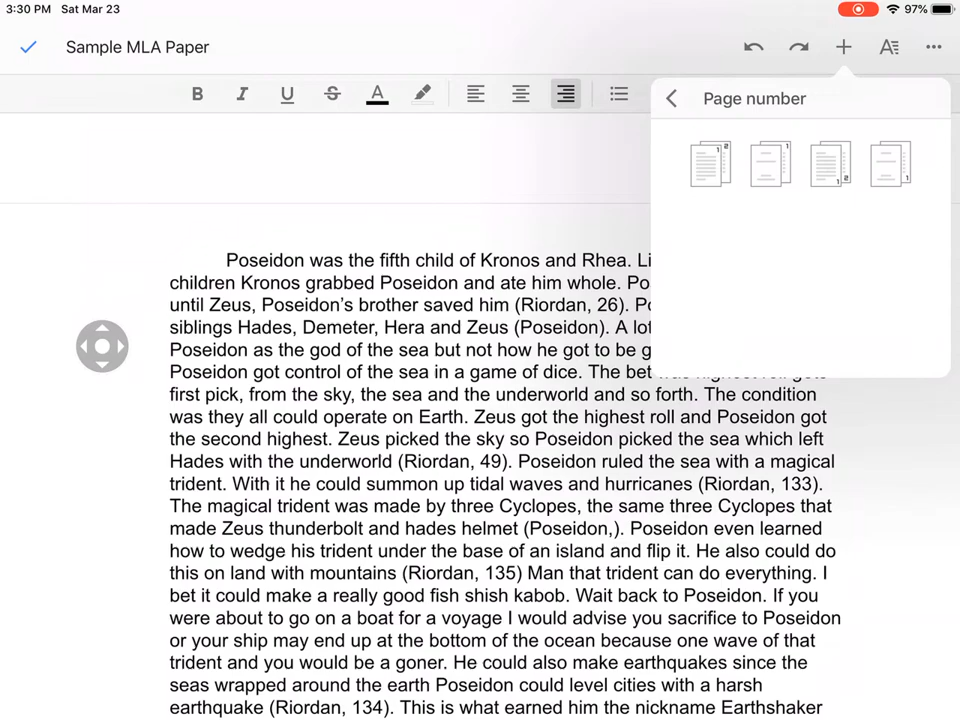 3:30 PM Sat Mar 23 97%
Sample MLA Paper
B I U S A
Page number
1 2 1 1 2 1
Poseidon was the fifth child of Kronos and Rhea. Li
children Kronos grabbed Poseidon and ate him whole. Po
until Zeus, Poseidon's brother saved him (Riordan, 26). Po
siblings Hades, Demeter, Hera and Zeus (Poseidon). A lot
Poseidon as the god of the sea but not how he got to be g
Poseidon got control of the sea in a game of dice. The bet was highest roll gets
first pick, from the sky, the sea and the underworld and so forth. The condition
was they all could operate on Earth. Zeus got the highest roll and Poseidon got
the second highest. Zeus picked the sky so Poseidon picked the sea which left
Hades with the underworld (Riordan, 49). Poseidon ruled the sea with a magical
trident. With it he could summon up tidal waves and hurricanes (Riordan, 133).
The magical trident was made by three Cyclopes, the same three Cyclopes that
made Zeus thunderbolt and hades helmet (Poseidon,). Poseidon even learned
how to wedge his trident under the base of an island and flip it. He also could do
this on land with mountains (Riordan, 135) Man that trident can do everything. I
bet it could make a really good fish shish kabob. Wait back to Poseidon. If you
were about to go on a boat for a voyage I would advise you sacrifice to Poseidon
or your ship may end up at the bottom of the ocean because one wave of that
trident and you would be a goner. He could also make earthquakes since the
seas wrapped around the earth Poseidon could level cities with a harsh
earthquake (Riordan, 134). This is what earned him the nickname Earthshaker